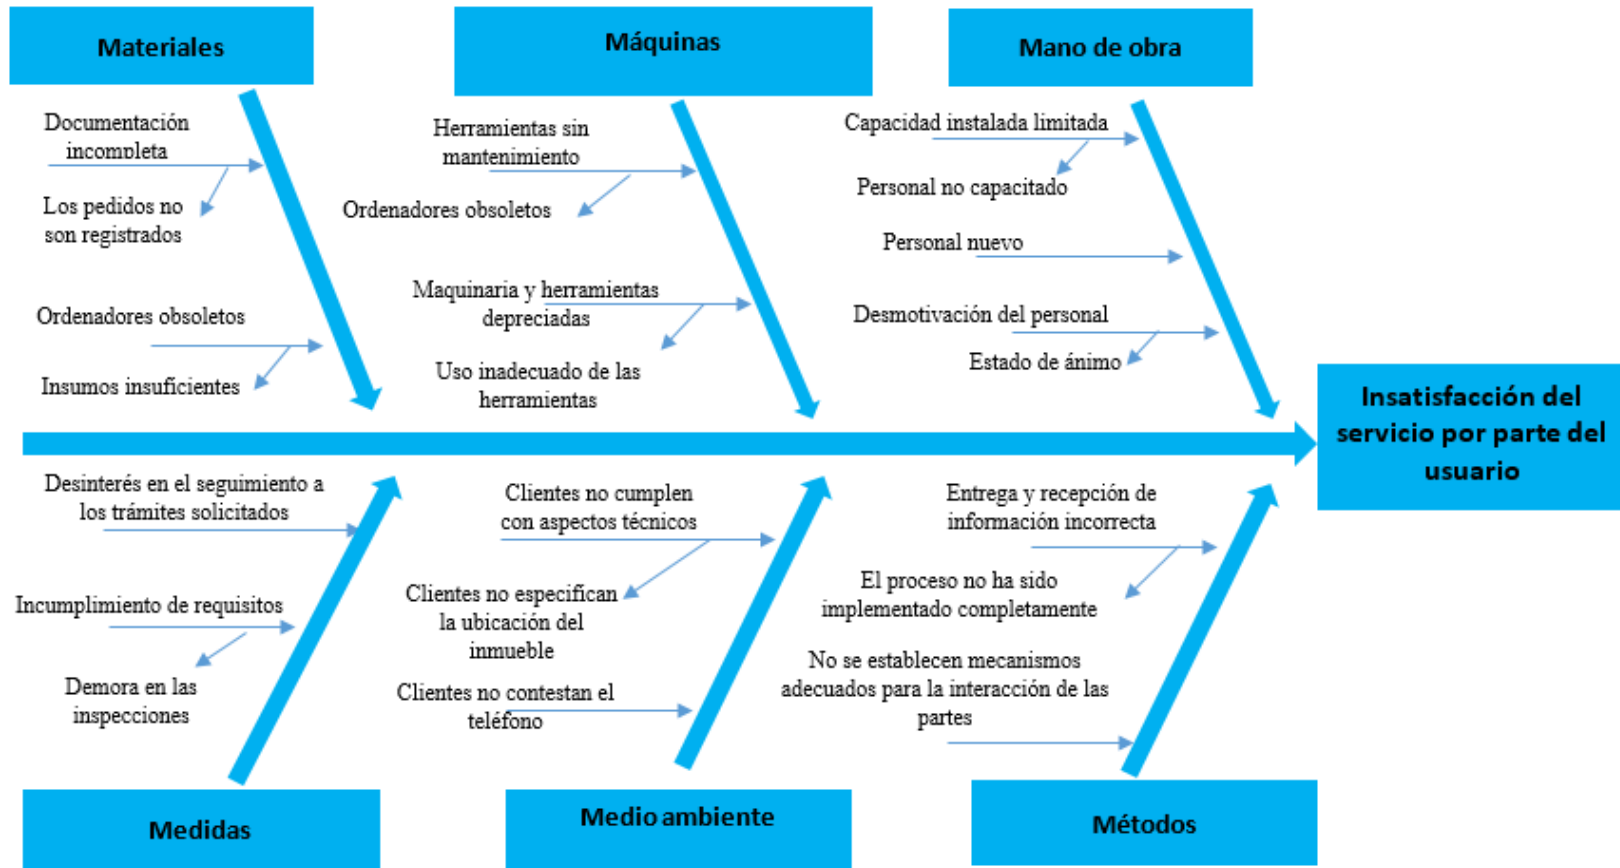 Materiales
Máquinas
Mano de obra
Documentación
incompleta
Los pedidos no
son registrados
Ordenadores obsoletos
Insumos insuficientes
Herramientas sin
mantenimiento
Ordenadores obsoletos
Maquinaria y herramientas
depreciadas
Uso inadecuado de las
herramientas
Capacidad instalada limitada
Personal no capacitado
Personal nuevo
Desmotivación del personal
Estado de ánimo
Insatisfacción del
servicio por parte del
usuario
Desinterés en el seguimiento a
los trámites solicitados
Incumplimiento de requisitos
Demora en las
inspecciones
Clientes no cumplen
con aspectos técnicos
Clientes no especifican
la ubicación del
inmueble
Clientes no contestan el
teléfono
Entrega y recepción de
información incorrecta
El proceso no ha sido
implementado completamente
No se establecen mecanismos
adecuados para la interacción de las
partes
Medidas
Medio ambiente
Métodos